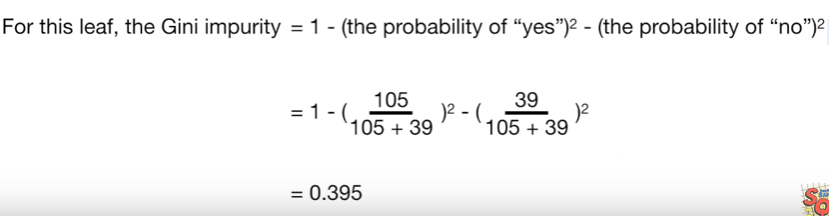 For this leaf, the Gini impurity = 1 - (the probability of “yes”)² - (the probability of “no”)²
= 1 - ( 105 / 105 + 39 )² - ( 39 / 105 + 39 )²
= 0.395